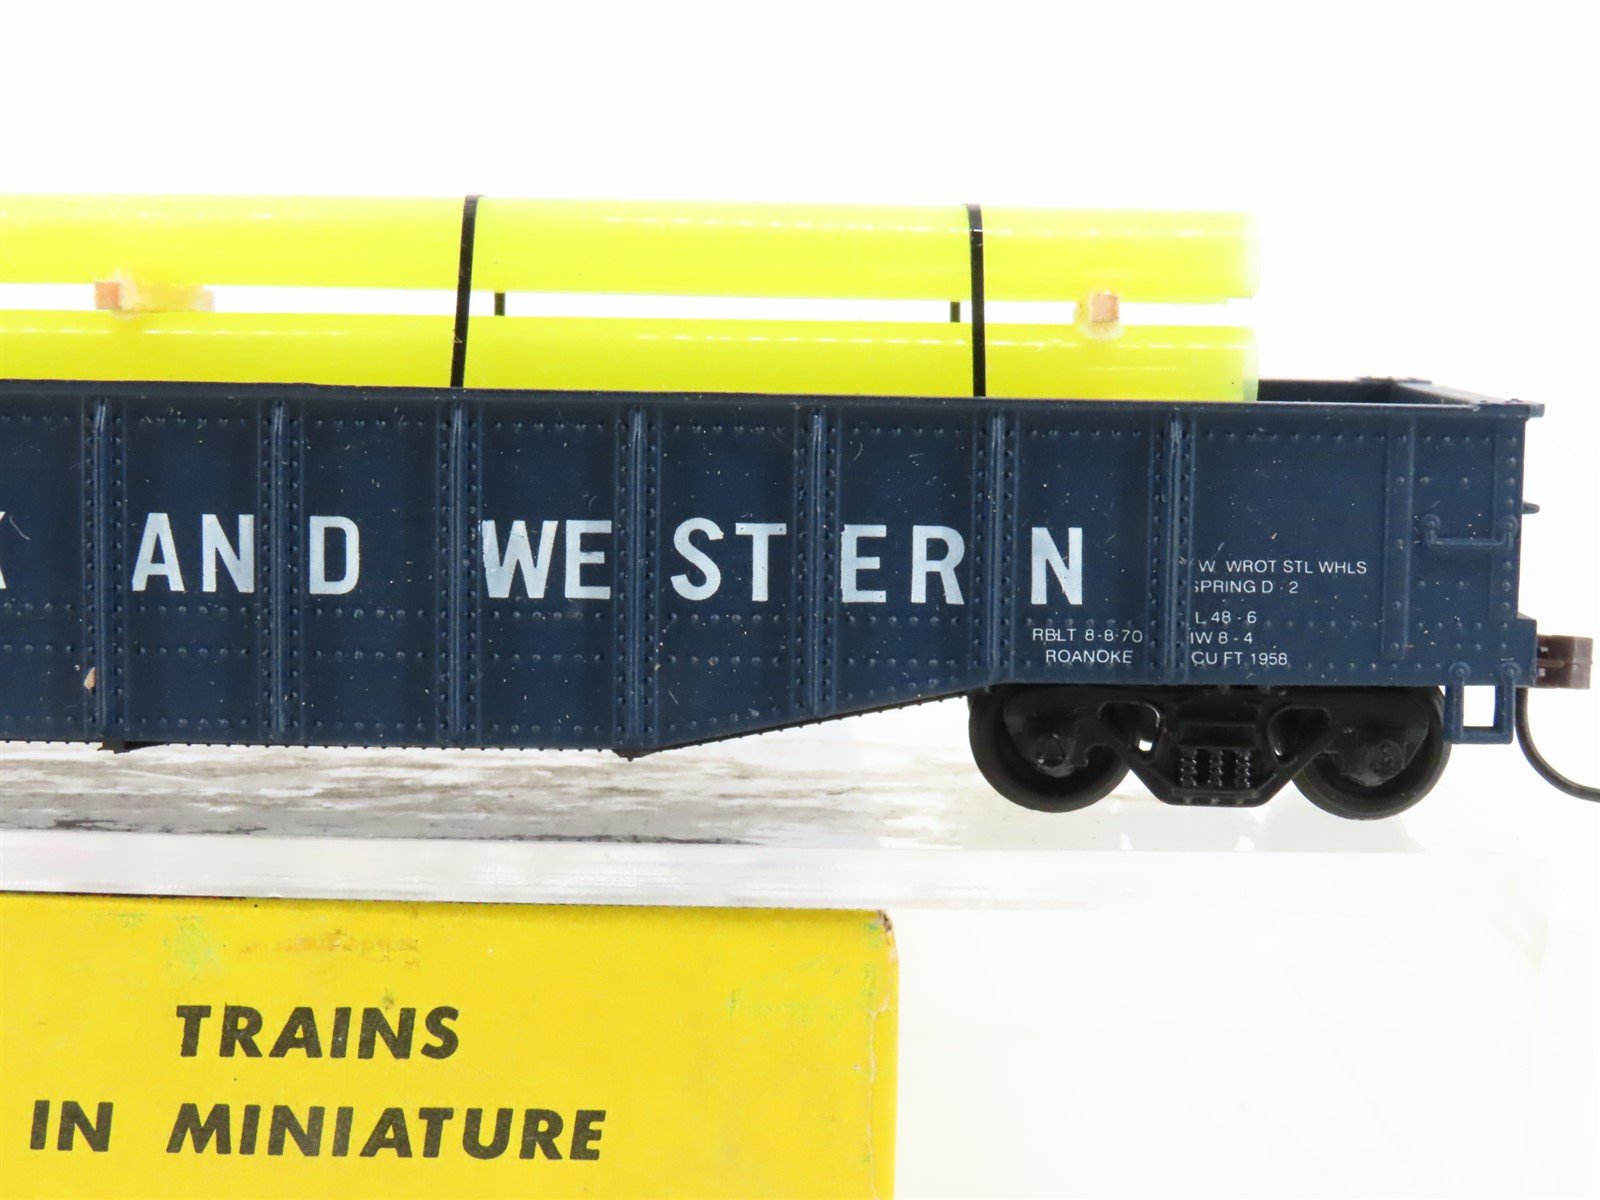 K AND WESTERN
RBLT 8-8-70
ROANOKE
W. WROT STL WHLS
SPRING D - 2
L 48 - 6
IW 8 - 4
CU FT 1958
TRAINS
IN MINIATURE